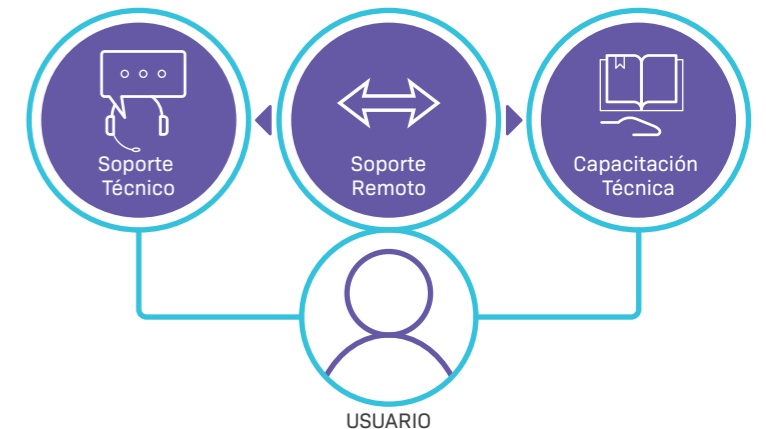 Soporte
Técnico
Soporte
Remoto
Capacitación
Técnica
USUARIO